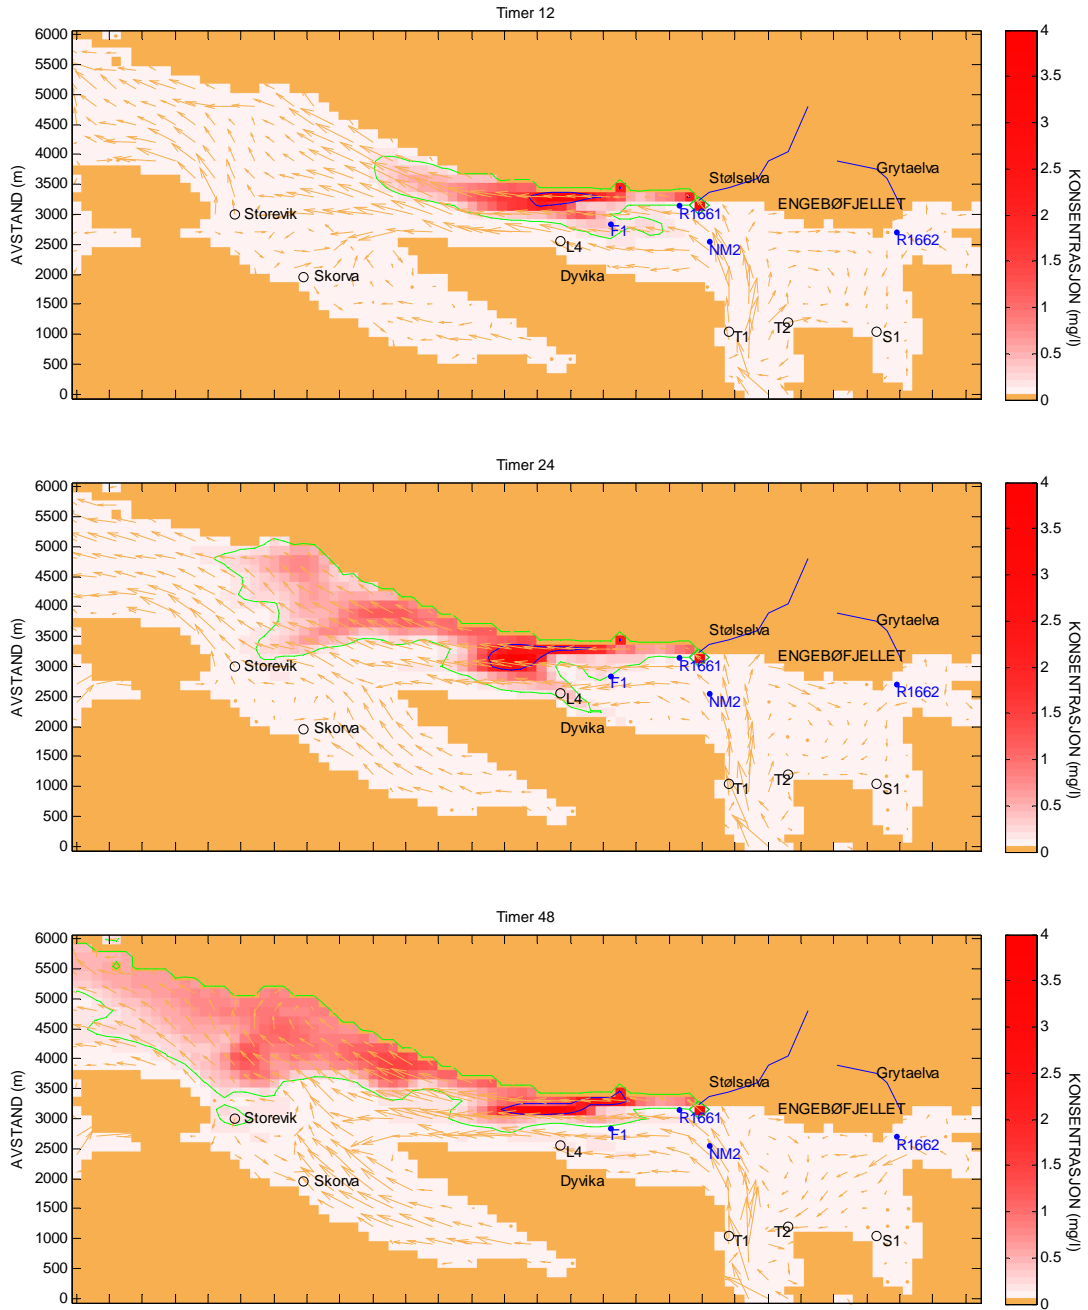 Timer 12
AVSTAND (m)
6000
5500
5000
4500
4000
3500
3000
2500
2000
1500
1000
500
0
Stølselva
Grytaelva
ENGEBØFJELLET
R1661
R1662
F1
NM2
L4
Dyvika
Storevik
Skorva
T1
T2
S1
4
3.5
3
2.5
2
1.5
1
0.5
0
KONSENTRASJON (mg/l)
Timer 24
AVSTAND (m)
6000
5500
5000
4500
4000
3500
3000
2500
2000
1500
1000
500
0
Stølselva
Grytaelva
ENGEBØFJELLET
R1661
R1662
F1
NM2
L4
Dyvika
Storevik
Skorva
T1
T2
S1
4
3.5
3
2.5
2
1.5
1
0.5
0
KONSENTRASJON (mg/l)
Timer 48
AVSTAND (m)
6000
5500
5000
4500
4000
3500
3000
2500
2000
1500
1000
500
0
Stølselva
Grytaelva
ENGEBØFJELLET
R1661
R1662
F1
NM2
L4
Dyvika
Storevik
Skorva
T1
T2
S1
4
3.5
3
2.5
2
1.5
1
0.5
0
KONSENTRASJON (mg/l)